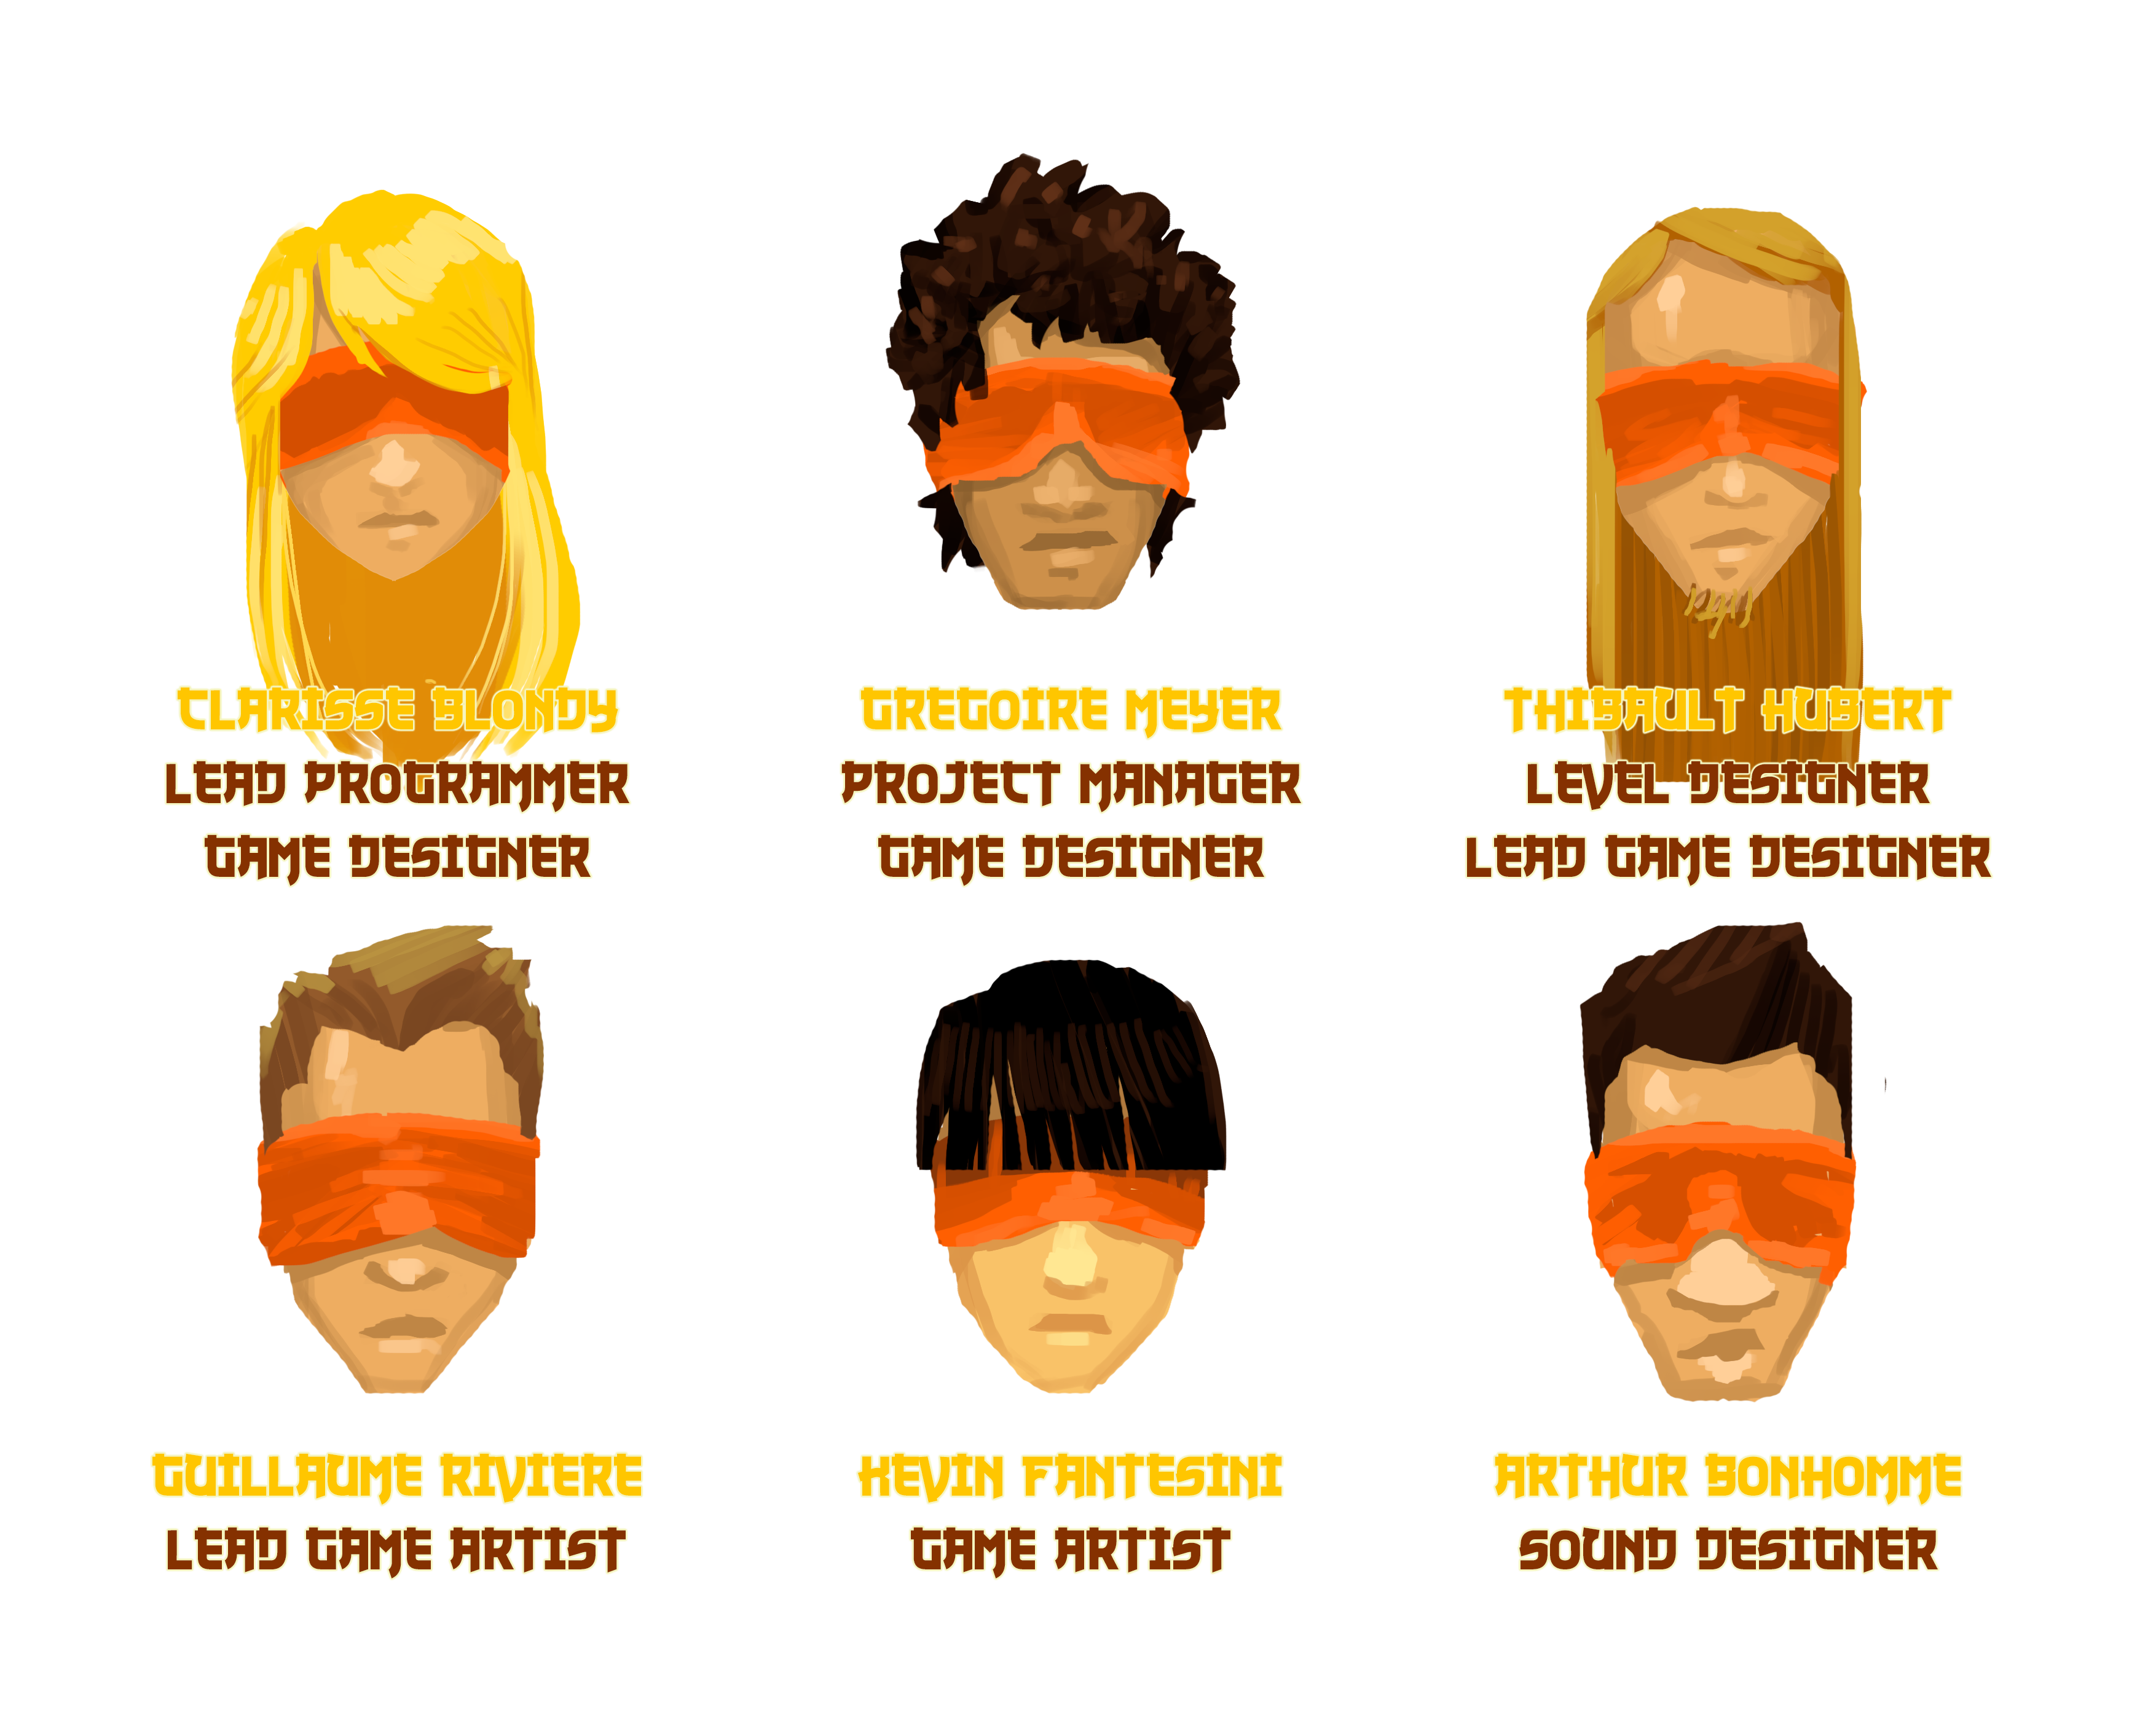 CLARISSE BLONDY
LEAD PROGRAMMER
GAME DESIGNER
GREGOIRE MEYER
PROJECT MANAGER
GAME DESIGNER
THIBAULT HUBERT
LEVEL DESIGNER
LEAD GAME DESIGNER
GUILLAUME RIVIERE
LEAD GAME ARTIST
KEVIN FANTESINI
GAME ARTIST
ARTHUR BONHOMME
SOUND DESIGNER